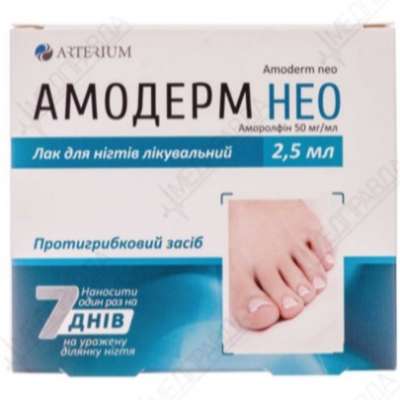 ARTERIUM
Amoderm neo
АМОДЕРМ НЕО
Аморолфін 50 мг/мл
Лак для нігтів лікувальний 2,5 мл
Протигрибковий засіб
7 Наносити
один раз на
ДНІВ
на уражену
ділянку нігтя
МЕДПРАВДА